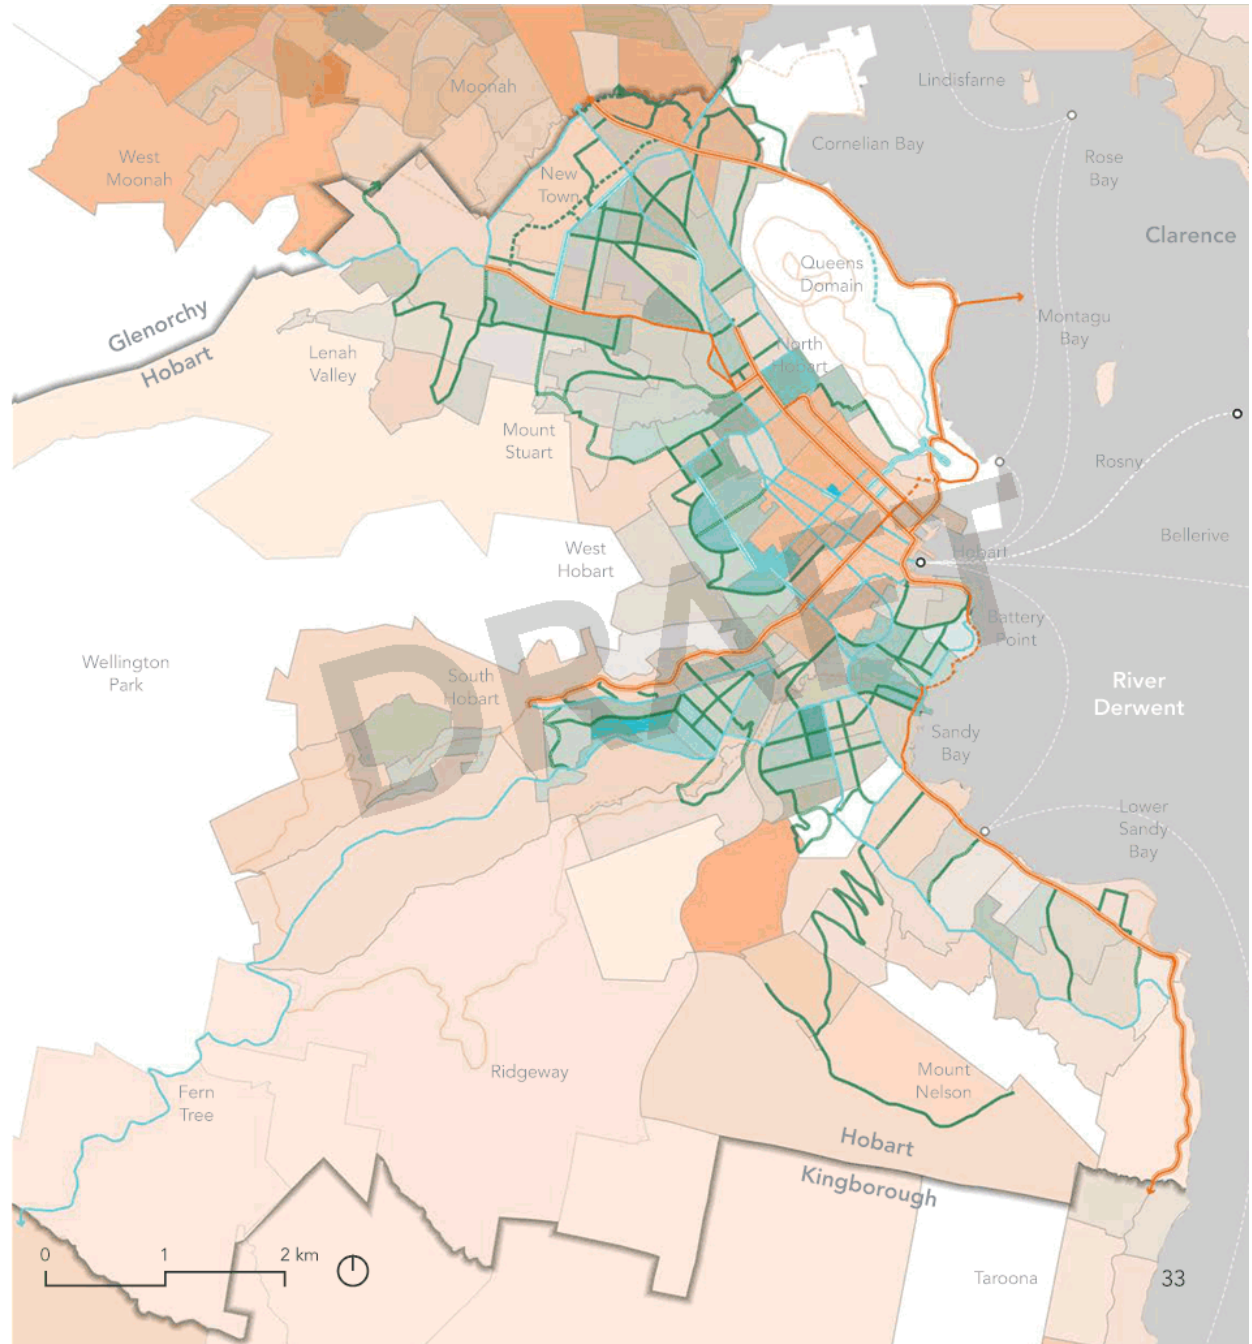 Lindisfarne
Moonah
Cornelian Bay
West
Moonah
Rose
Bay
New
Town
Clarence
Queens
Domain
Glenorchy
Hobart
Montagu
Bay
Lenah
Valley
North
Hobart
Mount
Stuart
Rosny
West
Hobart
Hobart
Bellerive
DRAFT
Battery
Point
Wellington
Park
South
Hobart
River
Derwent
Sandy
Bay
Lower
Sandy
Bay
Ridgeway
Mount
Nelson
Fern
Tree
Hobart
Kingborough
0 1 2 km
Taroona
33